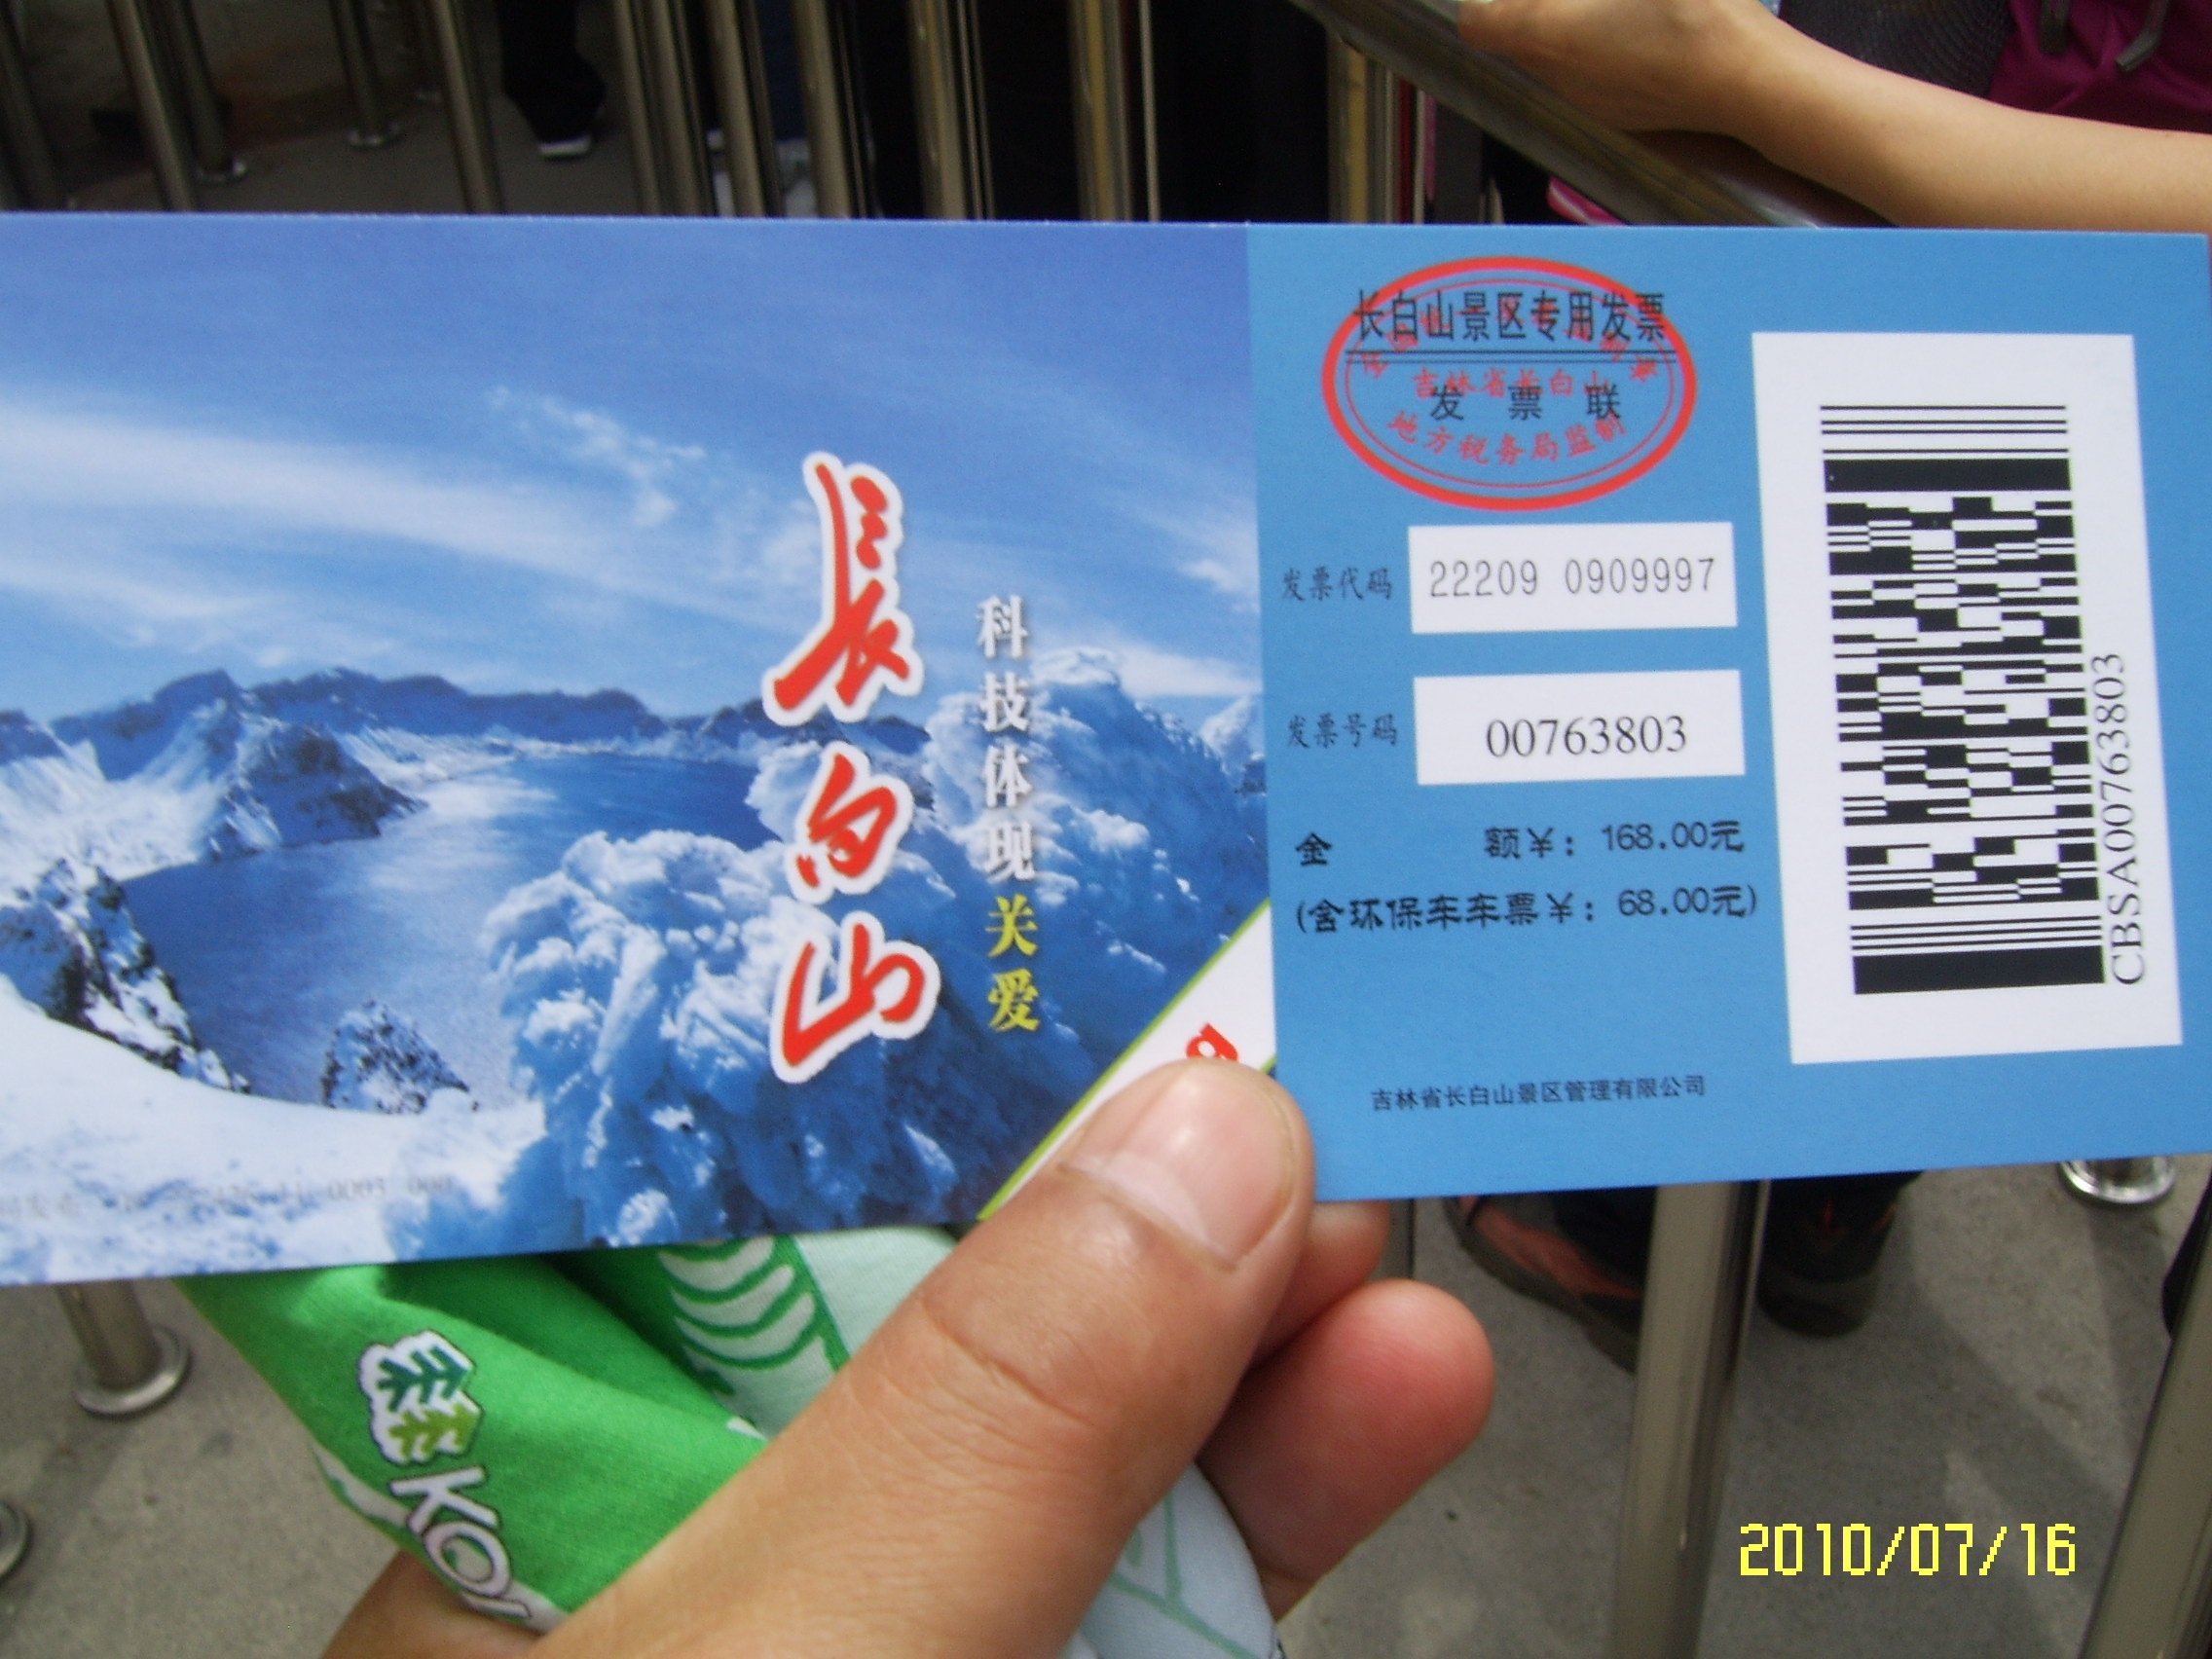 長白山
科技体现关爱
长白山景区专用发票
发 票 联
吉林省长白山
地方税务局监制
发票代码 22209 0909997
发票号码 00763803
金 额¥: 168.00元
(含环保车车票¥: 68.00元)
吉林省长白山景区管理有限公司
CBSA00763803
2010/07/16